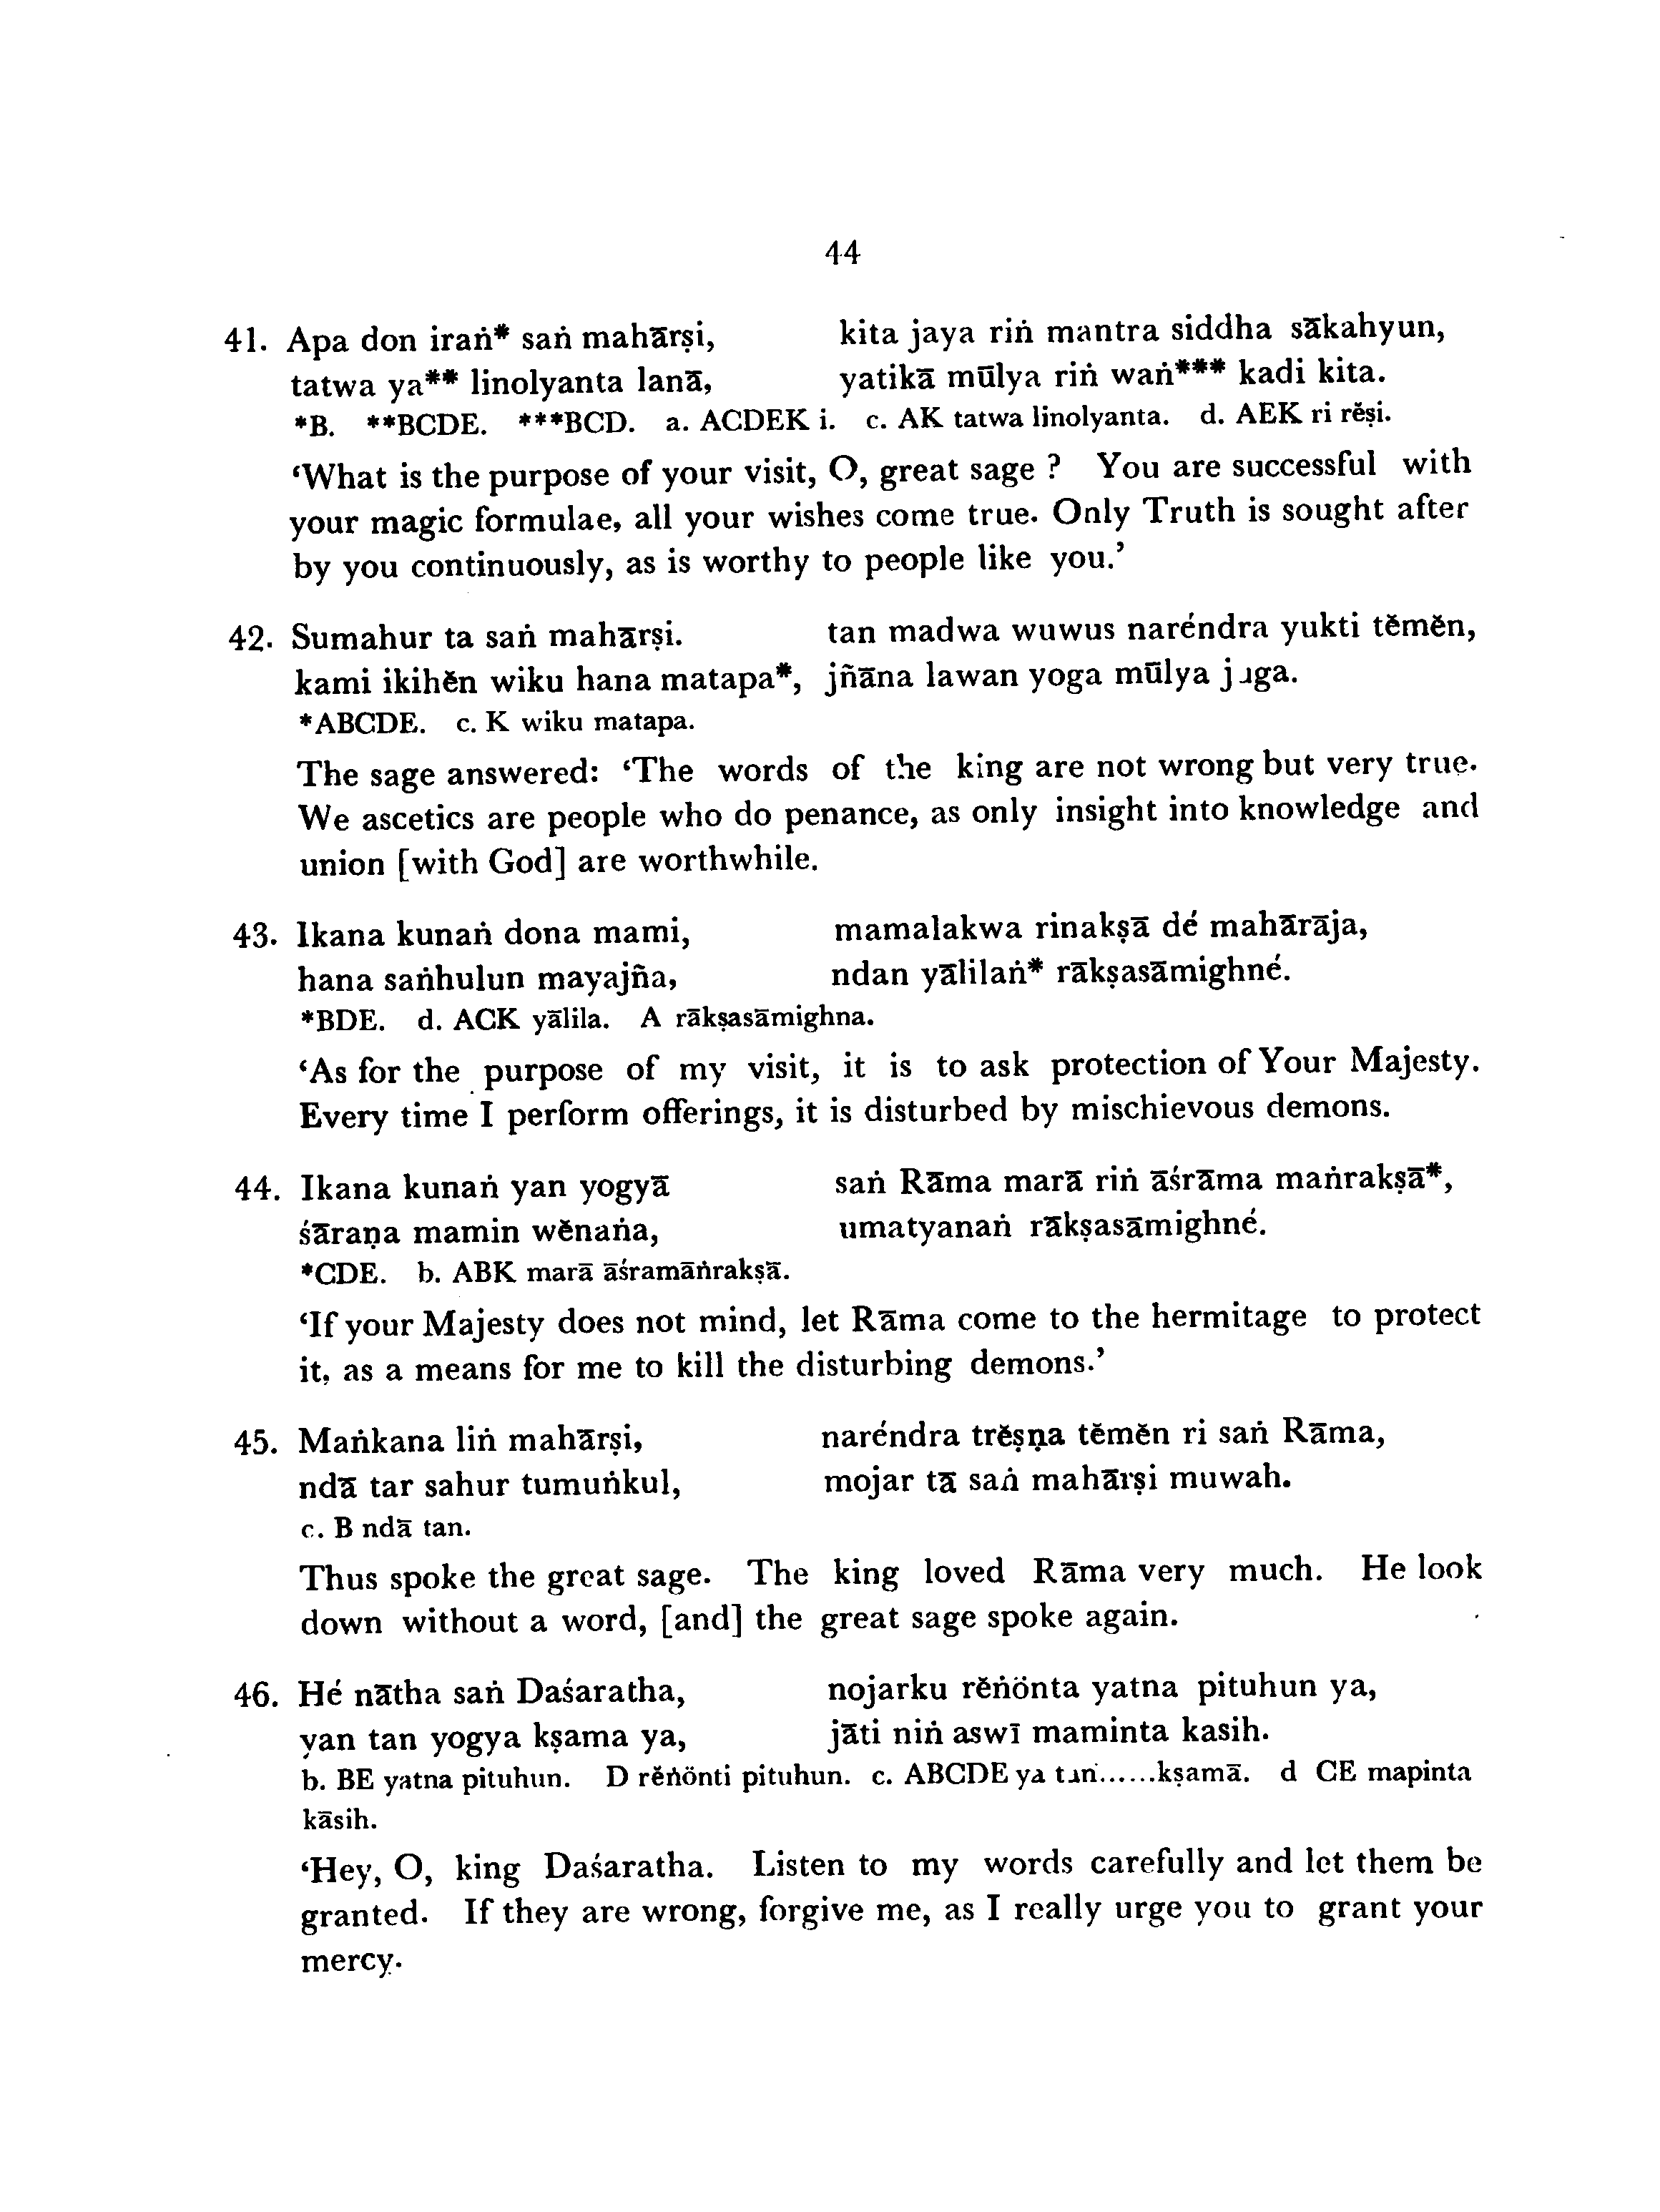 44
41. Apa don iraṅ* saṅ mahārṣi, kita jaya riṅ mantra siddha sākahyun,
tatwa ya** linolyanta lanā, yatikā mūlya riṅ waṅ*** kadi kita.
*B. **BCDE. ***BCD. a. ACDEK i. c. AK tatwa linolyanta. d. AEK ri rĕṣi.
‘What is the purpose of your visit, O, great sage ? You are successful with
your magic formulae, all your wishes come true. Only Truth is sought after
by you continuously, as is worthy to people like you.’
42. Sumahur ta saṅ mahārṣi. tan madwa wuwus naréndra yukti tĕmĕn,
kami ikihĕn wiku hana matapa*, jñāna lawan yoga mūlya juga.
*ABCDE. c. K wiku matapa.
The sage answered: ‘The words of the king are not wrong but very true.
We ascetics are people who do penance, as only insight into knowledge and
union [with God] are worthwhile.
43. Ikana kunaṅ dona mami, mamalakwa rinakṣā dé mahārāja,
hana saṅhulun mayajña, ndan yālilaṅ* rākṣasāmighné.
*BDE. d. ACK yālila. A rākṣasāmighna.
‘As for the purpose of my visit, it is to ask protection of Your Majesty.
Every time I perform offerings, it is disturbed by mischievous demons.
44. Ikana kunaṅ yan yogyā saṅ Rāma marā riṅ āśrāma maṅrakṣā*,
śāraṇa mamin wĕnaṅa, umatyanaṅ rākṣasāmighné.
*CDE. b. ABK marā āśramāṅrakṣā.
‘If your Majesty does not mind, let Rāma come to the hermitage to protect
it, as a means for me to kill the disturbing demons.’
45. Maṅkana liṅ mahārṣi, naréndra trĕṣṇa tĕmĕn ri saṅ Rāma,
ndā tar sahur tumuṅkul, mojar tā saṅ mahārṣi muwah.
c. B ndā tan.
Thus spoke the great sage. The king loved Rāma very much. He look
down without a word, [and] the great sage spoke again.
46. Hé nātha saṅ Daśaratha, nojarku rĕṅönta yatna pituhun ya,
yan tan yogya kṣama ya, jāti niṅ aswī maminta kasih.
b. BE yatna pituhun. D rĕṅönti pituhun. c. ABCDE ya tan......kṣamā. d CE mapinta
kāsih.
‘Hey, O, king Daśaratha. Listen to my words carefully and let them be
granted. If they are wrong, forgive me, as I really urge you to grant your
mercy.